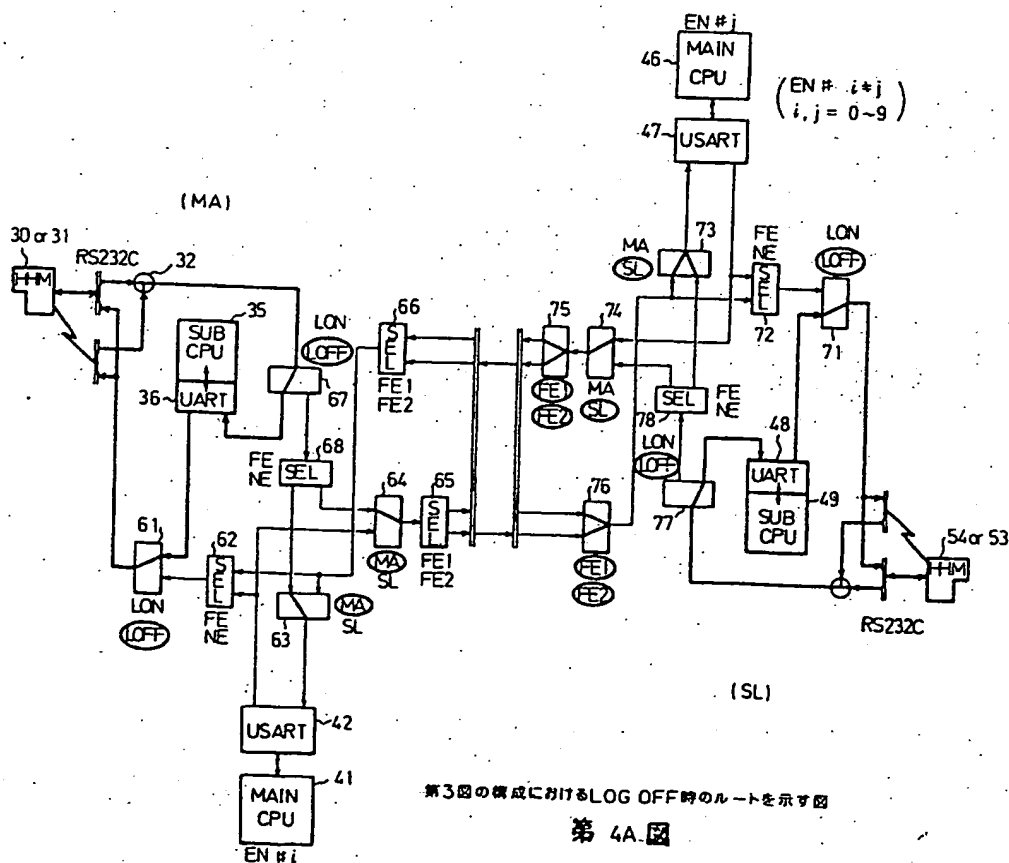 EN #j
46
MAIN
CPU
(EN # i≠j
i, j = 0~9)
47
USART
(MA)
30 or 31
HHM
RS232C
32
35
SUB
CPU
36
UART
LON
LOFF
67
66
SEL
FE1
FE2
75
FE1
FE2
74
MA
SL
MA
SL
73
FE
NE
SEL
72
LON
LOFF
71
FE
NE
SEL
68
64
MA
SL
65
SEL
FE1
FE2
76
FE1
FE2
SEL
78
FE
NE
LON
LOFF
77
48
UART
49
SUB
CPU
54 or 53
HHM
RS232C
61
LON
LOFF
62
SEL
FE
NE
63
MA
SL
USART
42
41
MAIN
CPU
EN #i
(SL)
第3図の構成におけるLOG OFF時のルートを示す図
第 4A 図